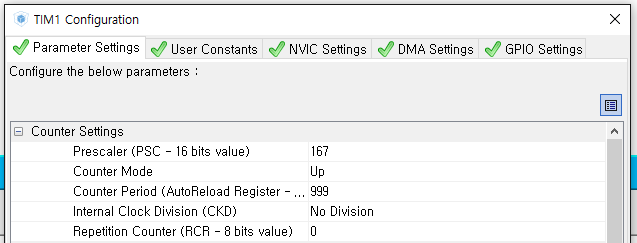 TIM1 Configuration
Parameter Settings User Constants NVIC Settings DMA Settings GPIO Settings
Configure the below parameters :
Counter Settings
Prescaler (PSC - 16 bits value) 167
Counter Mode Up
Counter Period (AutoReload Register - ... 999
Internal Clock Division (CKD) No Division
Repetition Counter (RCR - 8 bits value) 0